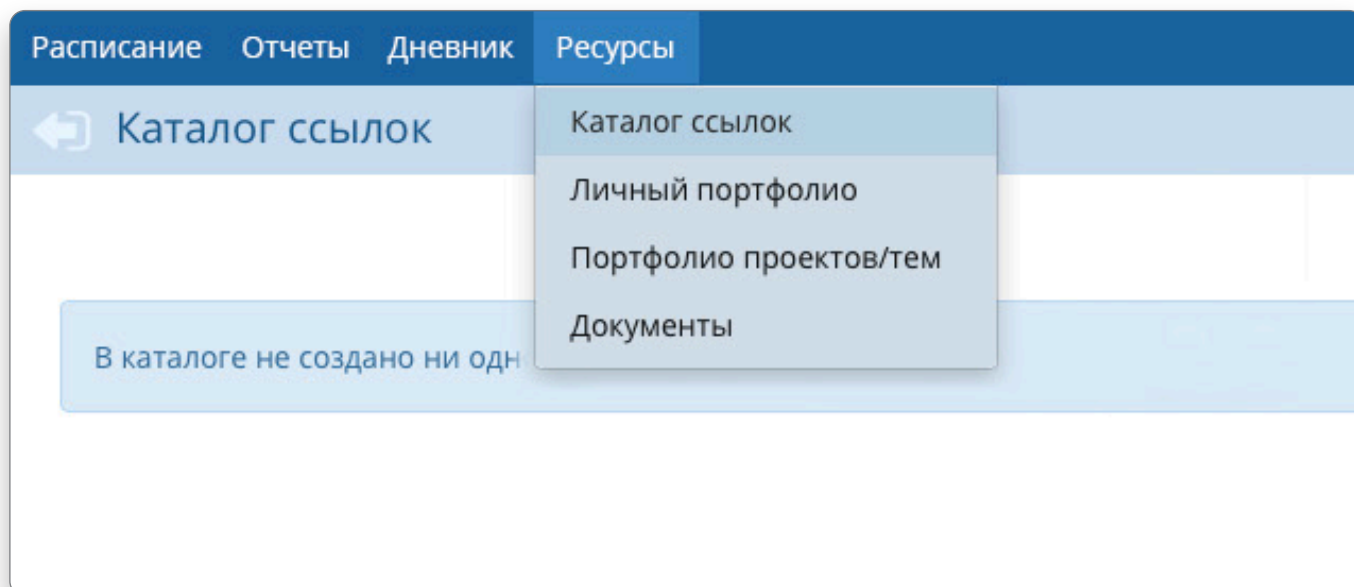 Расписание Отчеты Дневник Ресурсы
Каталог ссылок
Каталог ссылок
Личный портфолио
Портфолио проектов/тем
Документы
В каталоге не создано ни одн